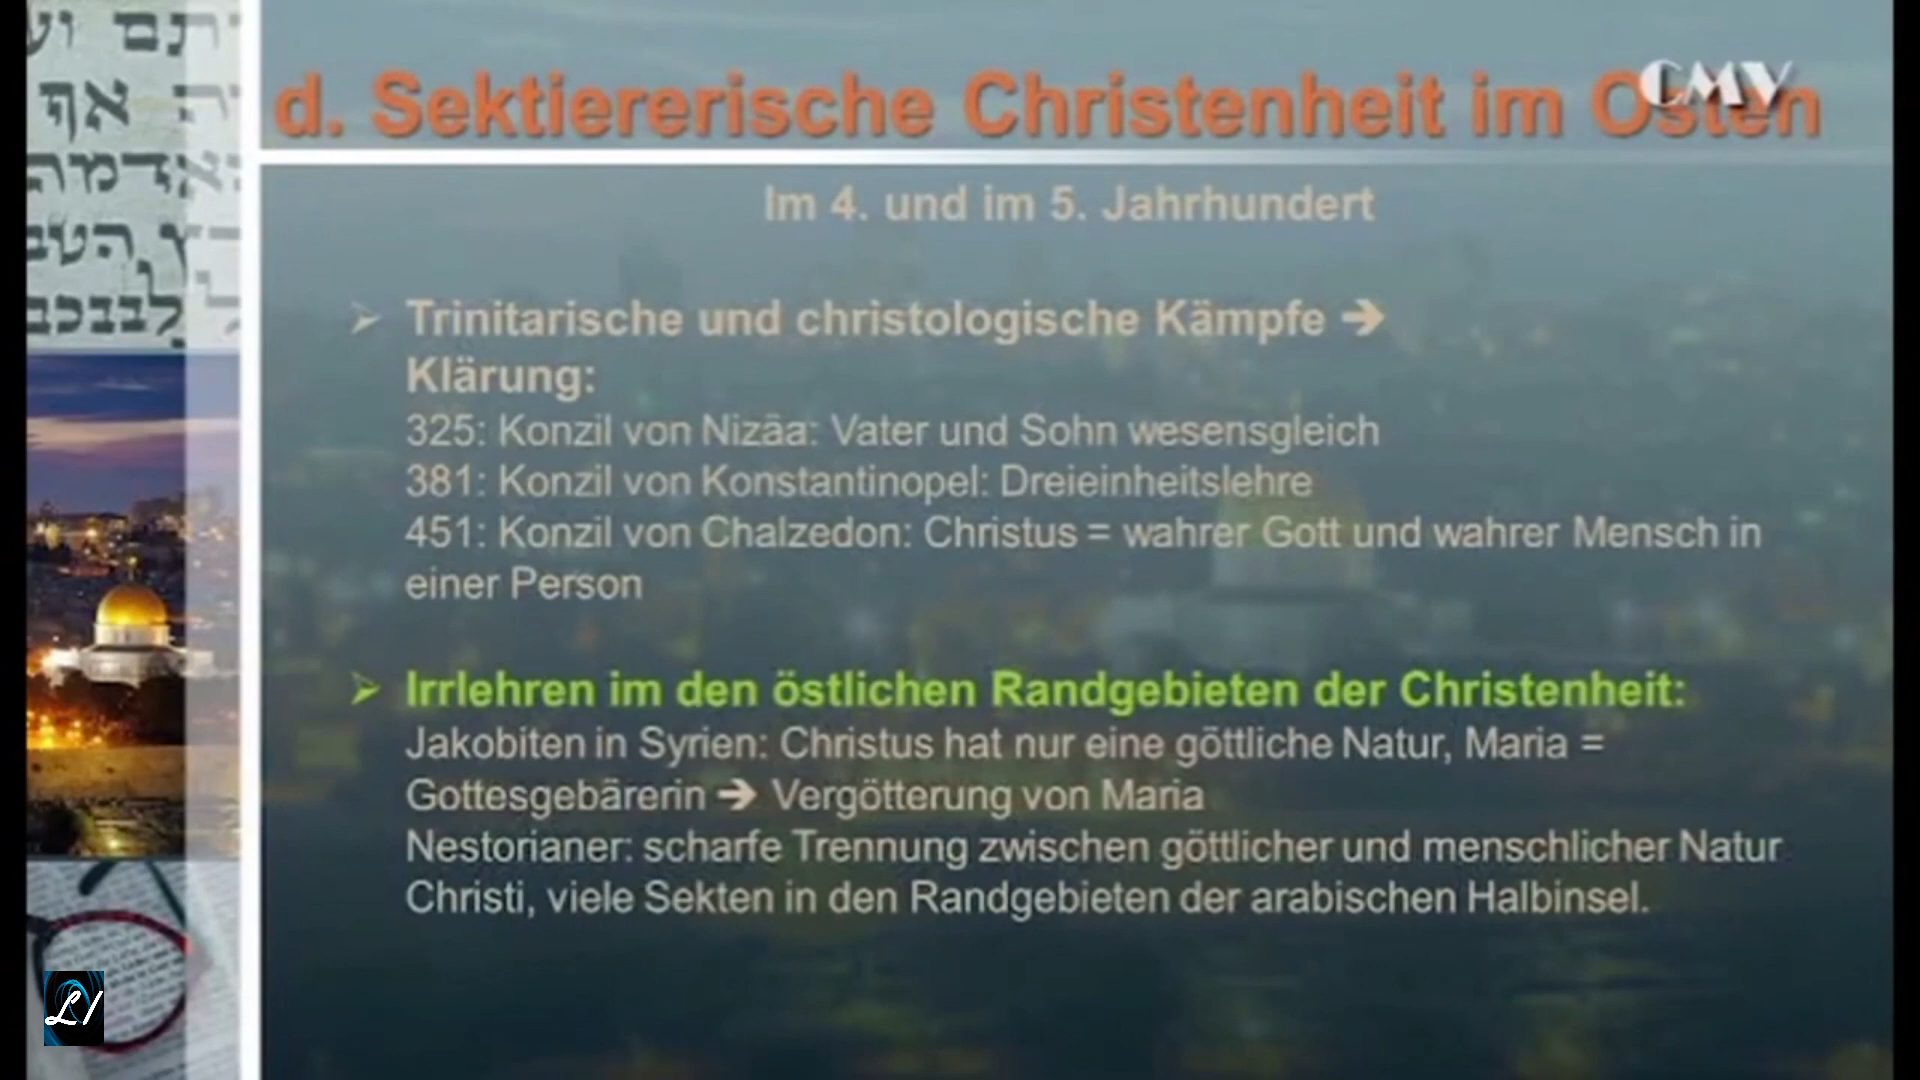 d. Sektiererische Christenheit im Osten
CMV
Im 4. und im 5. Jahrhundert
➢ Trinitarische und christologische Kämpfe ➔
Klärung:
325: Konzil von Nizäa: Vater und Sohn wesensgleich
381: Konzil von Konstantinopel: Dreieinheitslehre
451: Konzil von Chalzedon: Christus = wahrer Gott und wahrer Mensch in
einer Person
➢ Irrlehren im den östlichen Randgebieten der Christenheit:
Jakobiten in Syrien: Christus hat nur eine göttliche Natur, Maria =
Gottesgebärerin ➔ Vergötterung von Maria
Nestorianer: scharfe Trennung zwischen göttlicher und menschlicher Natur
Christi, viele Sekten in den Randgebieten der arabischen Halbinsel.